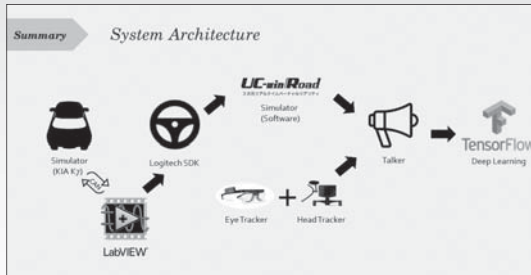 Summary
System Architecture
UC-win/Road
Simulator
(Software)
Simulator
(KIA K7)
CAN
Logitech SDK
Talker
TensorFlow
Deep Learning
LabVIEW
Eye Tracker
+
Head Tracker